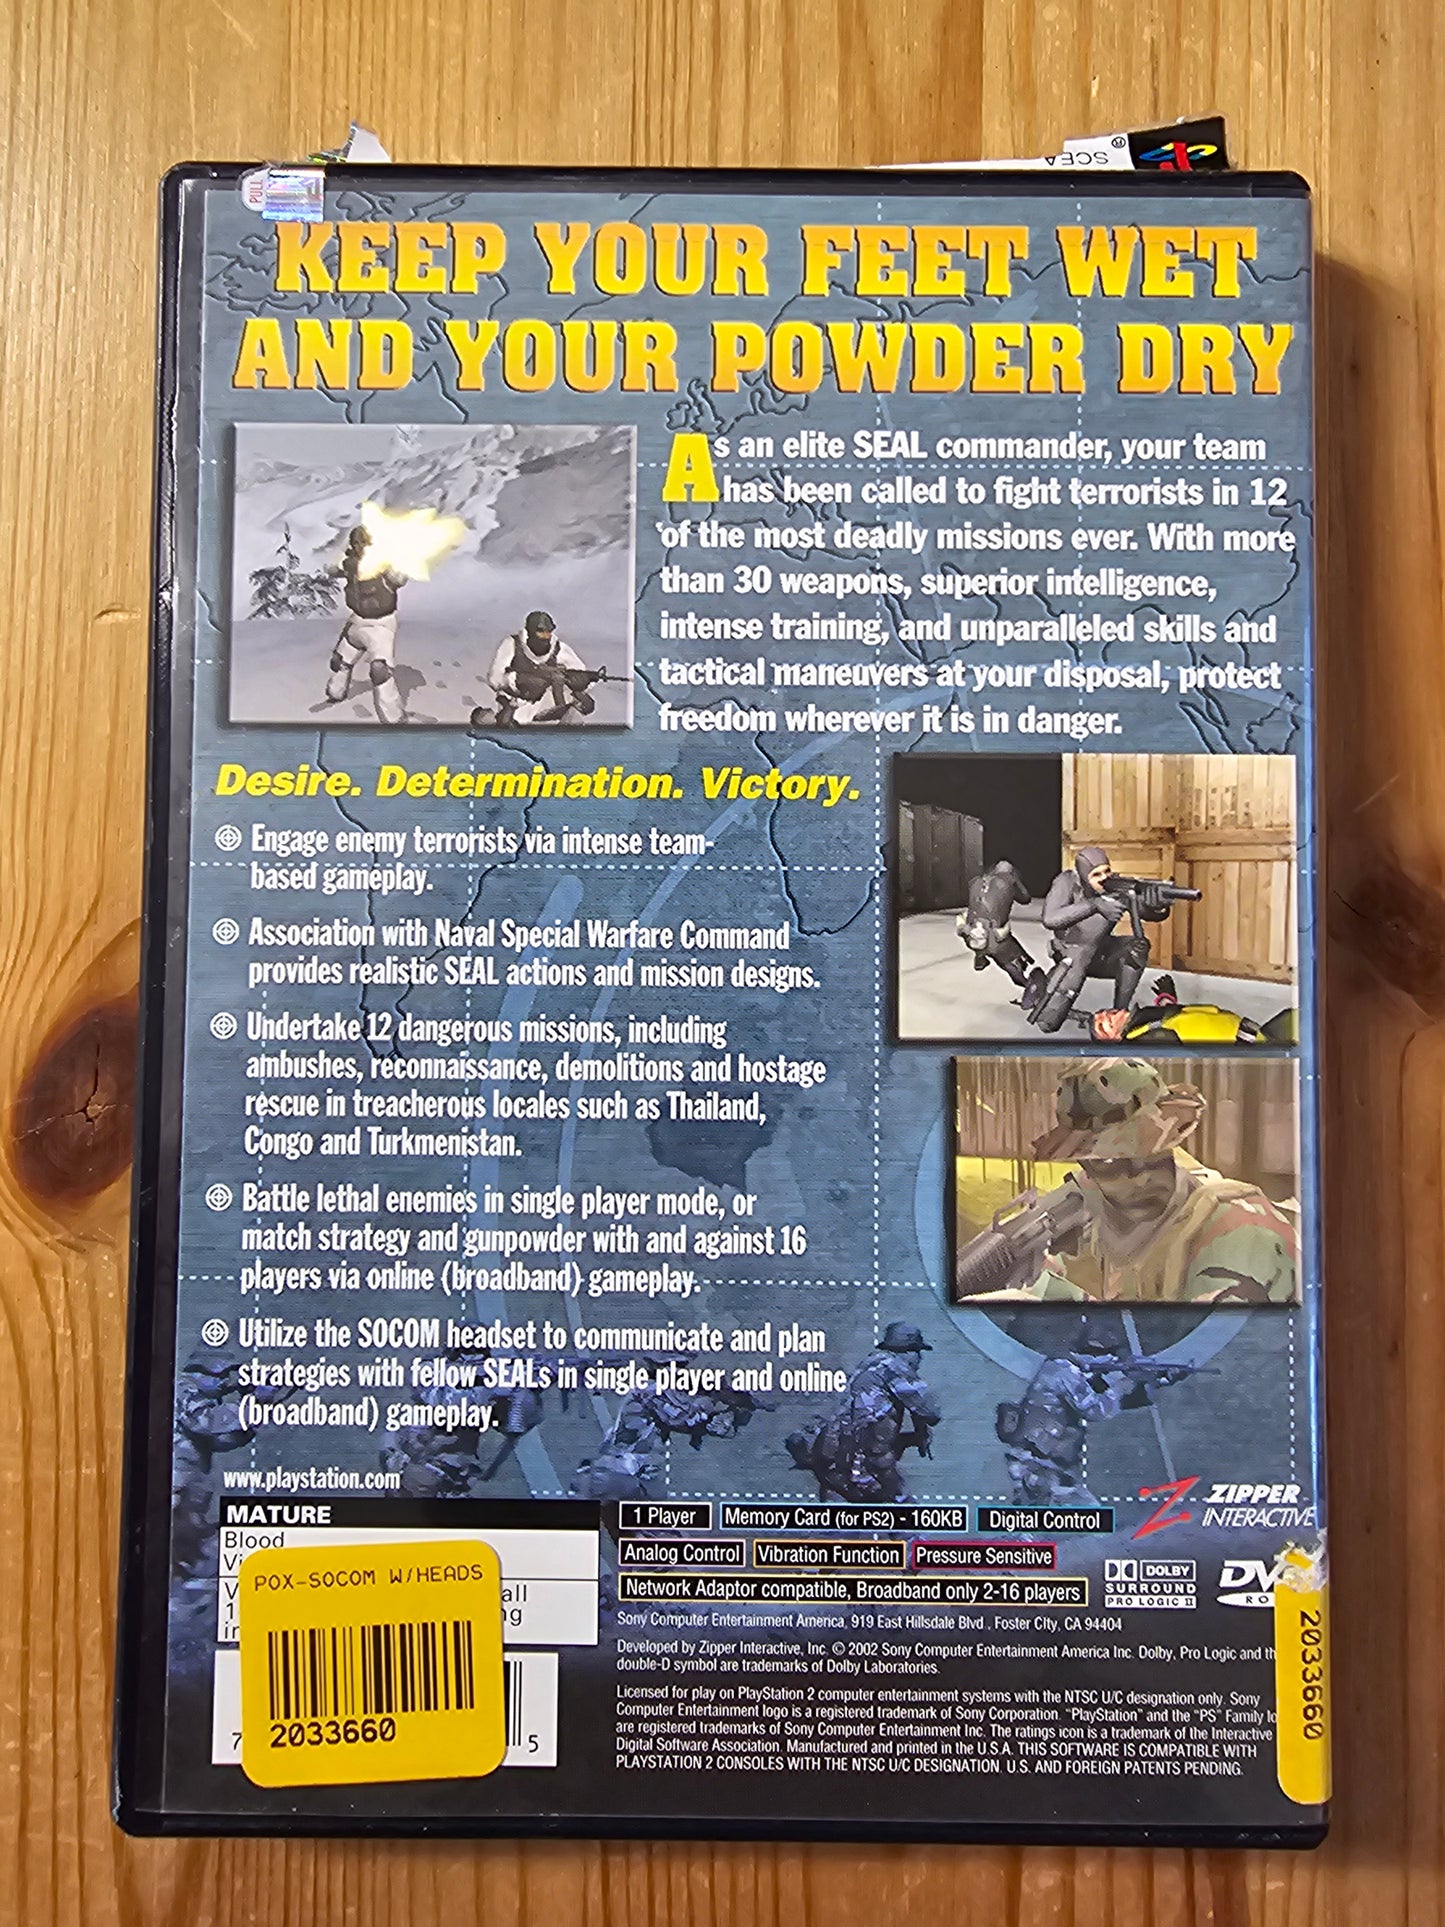 SCEA
®
PULL
KEEP YOUR FEET WET
AND YOUR POWDER DRY
As an elite SEAL commander, your team
has been called to fight terrorists in 12
of the most deadly missions ever. With more
than 30 weapons, superior intelligence,
intense training, and unparalleled skills and
tactical maneuvers at your disposal, protect
freedom wherever it is in danger.
Desire. Determination. Victory.
Engage enemy terrorists via intense team-
based gameplay.
Association with Naval Special Warfare Command
provides realistic SEAL actions and mission designs.
Undertake 12 dangerous missions, including
ambushes, reconnaissance, demolitions and hostage
rescue in treacherous locales such as Thailand,
Congo and Turkmenistan.
Battle lethal enemies in single player mode, or
match strategy and gunpowder with and against 16
players via online (broadband) gameplay.
Utilize the SOCOM headset to communicate and plan
strategies with fellow SEALs in single player and online
(broadband) gameplay.
www.playstation.com
MATURE
Blood
POX-SOCOM W/HEADS
2033660
7 5
1 Player
Memory Card (for PS2) - 160KB
Digital Control
Analog Control
Vibration Function
Pressure Sensitive
Network Adaptor compatible, Broadband only 2-16 players
ZIPPER
INTERACTIVE
DOLBY
SURROUND
PRO LOGIC II
2033660
Sony Computer Entertainment America, 919 East Hillsdale Blvd., Foster City, CA 94404
Developed by Zipper Interactive, Inc. © 2002 Sony Computer Entertainment America Inc. Dolby, Pro Logic and
double-D symbol are trademarks of Dolby Laboratories.
Licensed for play on PlayStation 2 computer entertainment systems with the NTSC U/C designation only. Sony
Computer Entertainment logo is a registered trademark of Sony Corporation. "PlayStation" and the "PS" Family
are registered trademarks of Sony Computer Entertainment Inc. The ratings icon is a trademark of the Interactive
Digital Software Association. Manufactured and printed in the U.S.A. THIS SOFTWARE IS COMPATIBLE WITH
PLAYSTATION 2 CONSOLES WITH THE NTSC U/C DESIGNATION. U.S. AND FOREIGN PATENTS PENDING.